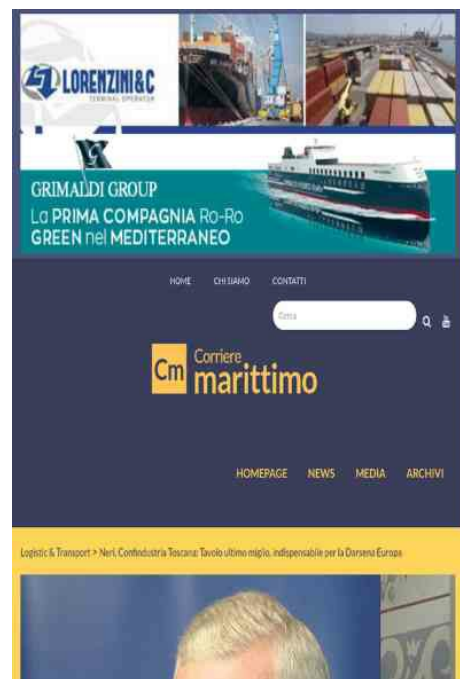 LORENZINI&C
TERMINAL OPERATOR
GRIMALDI GROUP
La PRIMA COMPAGNIA Ro-Ro
GREEN nel MEDITERRANEO
HOME CHI SIAMO CONTATTI
Cerca
Cm Corriere
marittimo
HOMEPAGE NEWS MEDIA ARCHIVI
Logistic & Transport > Neri, Confindustria Toscana: Tavolo ultimo miglio, indispensabile per la Darsena Europa